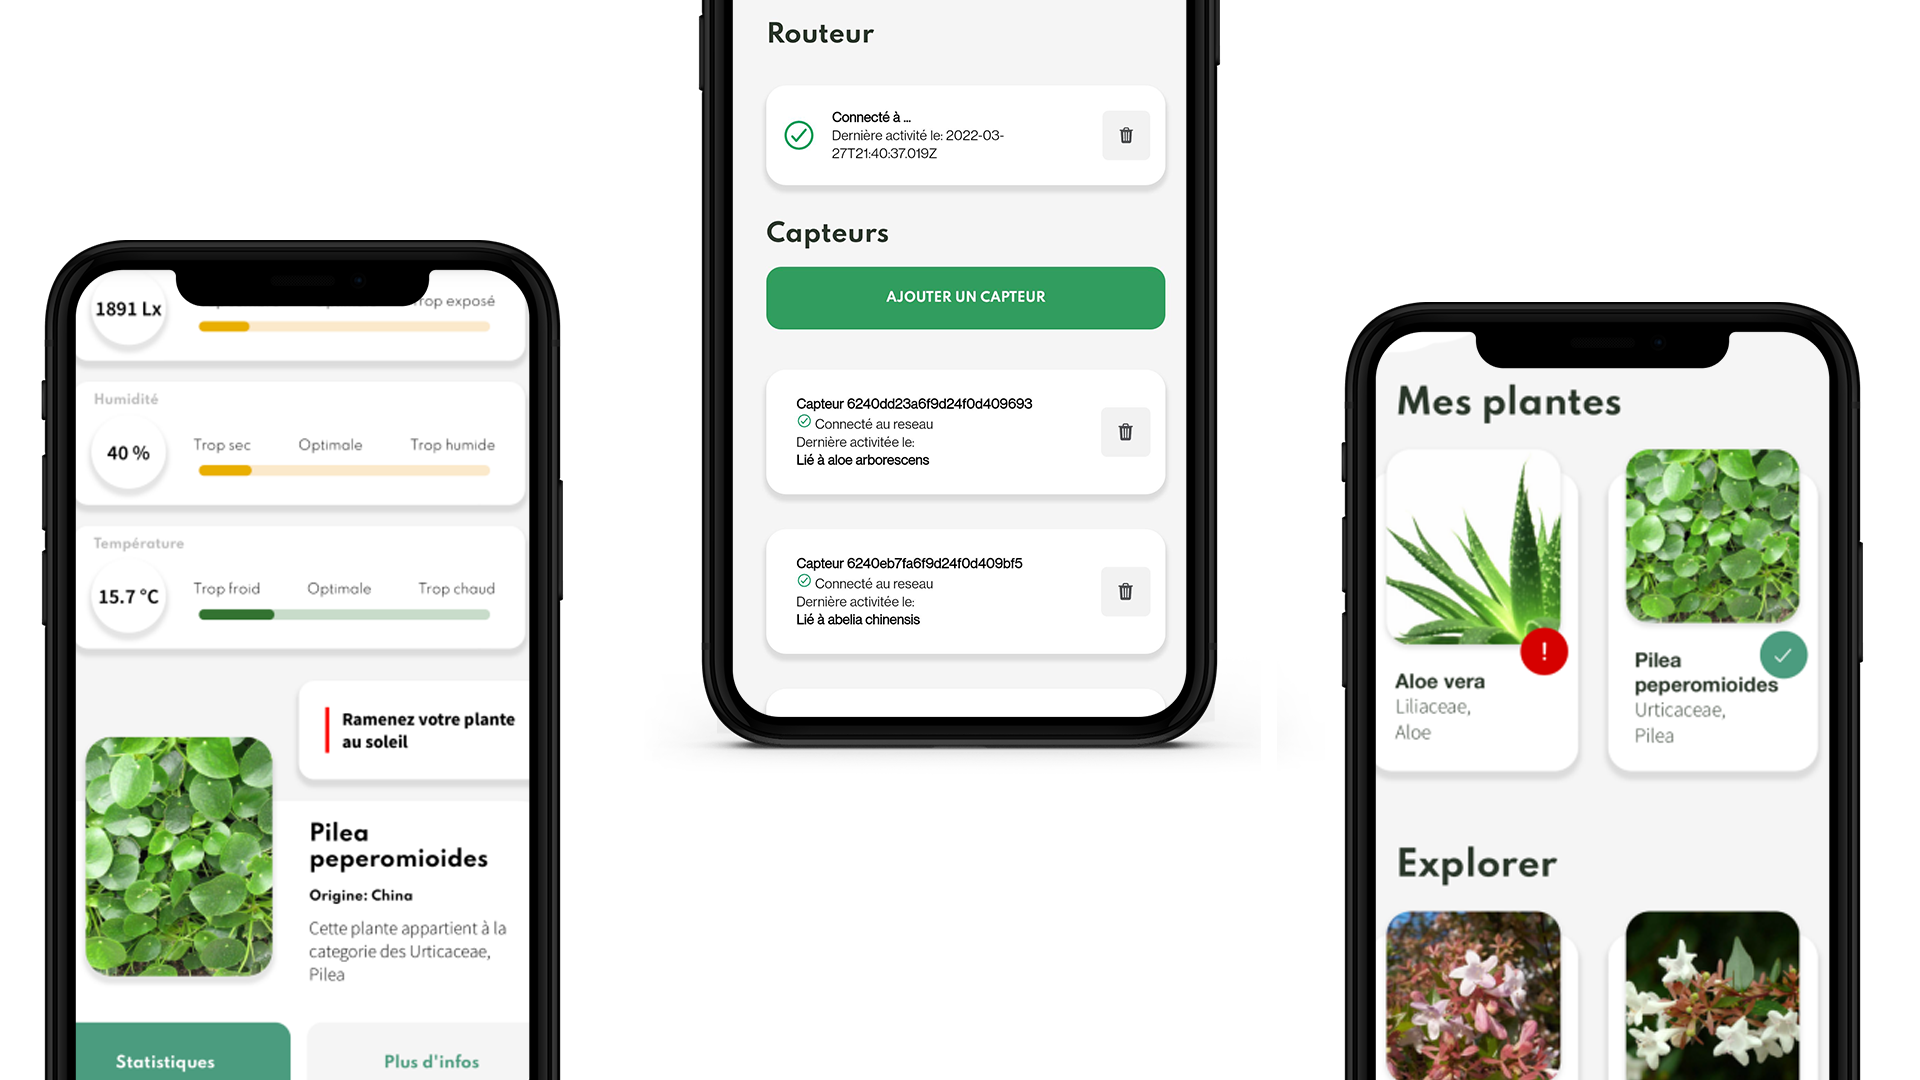 1891 Lx
Trop exposé
Humidité
40 %
Trop sec
Optimale
Trop humide
Température
15.7 °C
Trop froid
Optimale
Trop chaud
Ramenez votre plante
au soleil
Pilea
peperomioides
Origine: China
Cette plante appartient à la
categorie des Urticaceae,
Pilea
Statistiques
Plus d'infos
Routeur
Connecté à ...
Dernière activité le: 2022-03-
27T21:40:37.019Z
Capteurs
AJOUTER UN CAPTEUR
Capteur 6240dd23a6f9d24f0d409693
Connecté au reseau
Dernière activitée le:
Lié à aloe arborescens
Capteur 6240eb7fa6f9d24f0d409bf5
Connecté au reseau
Dernière activitée le:
Lié à abelia chinensis
Mes plantes
Aloe vera
Liliaceae,
Aloe
Pilea
peperomioides
Urticaceae,
Pilea
Explorer